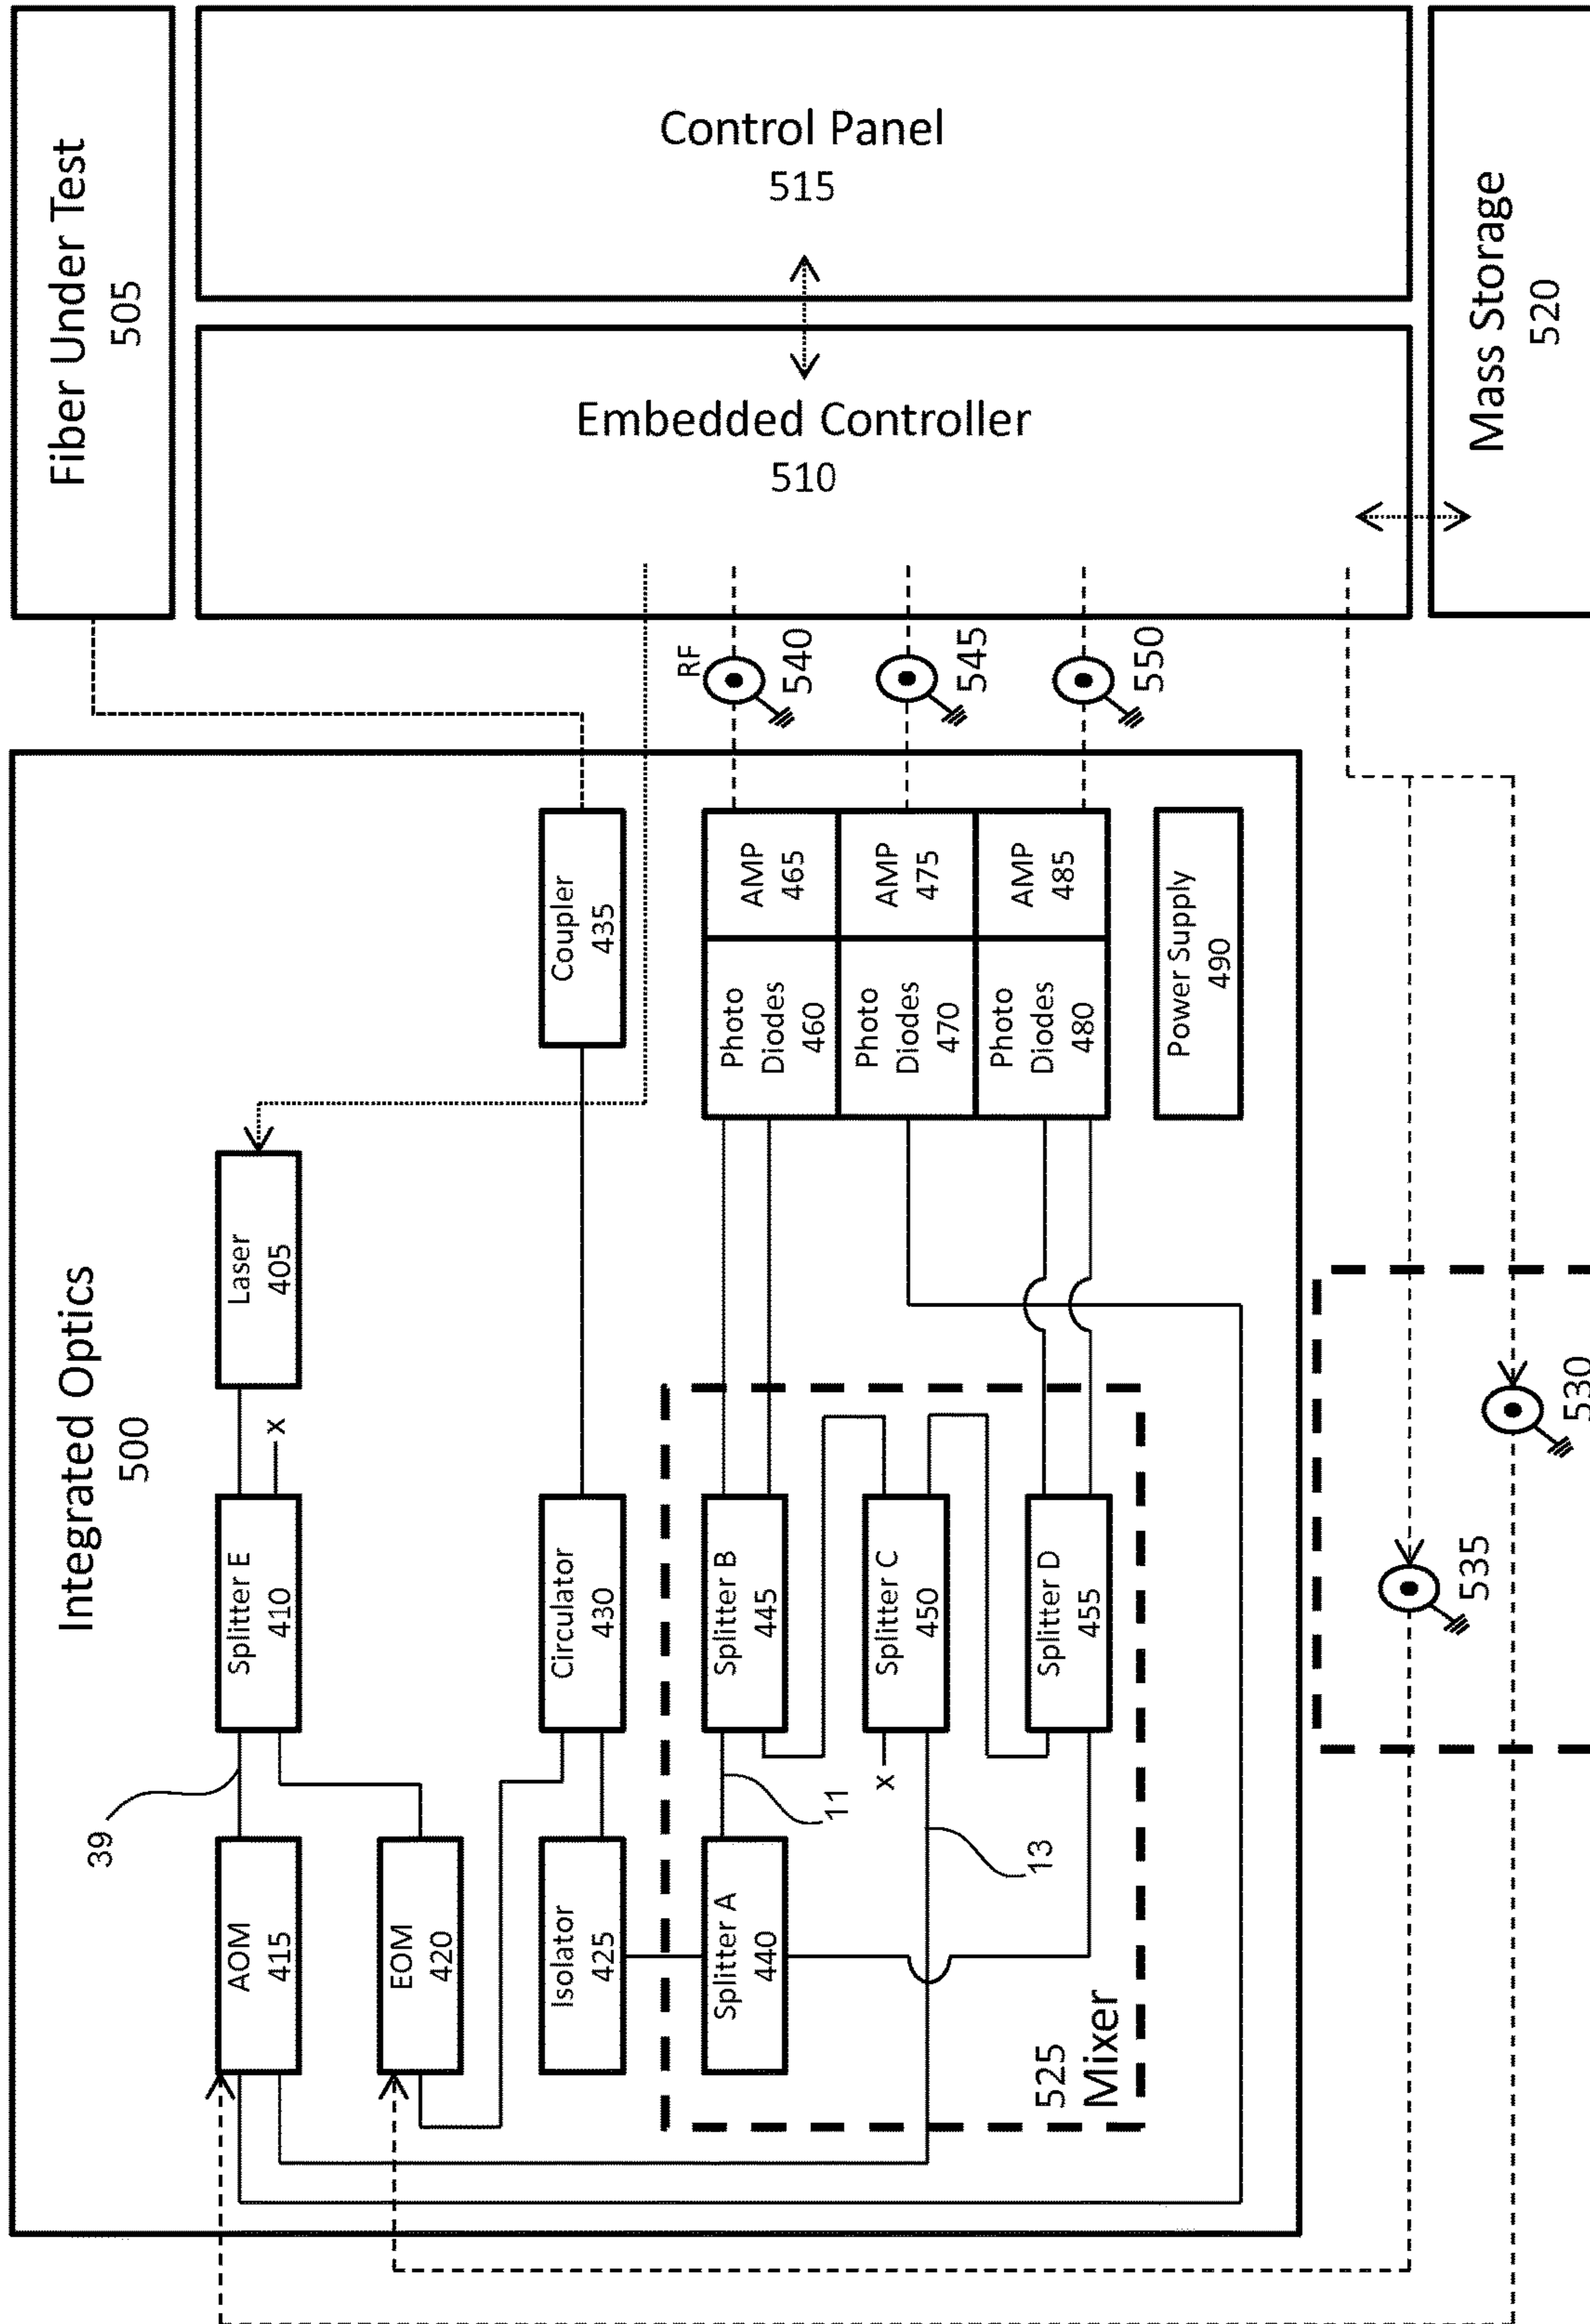 Fiber Under Test
505
Control Panel
515
Embedded Controller
510
Mass Storage
520
RF
540
545
550
Integrated Optics
500
Laser
405
Coupler
435
x
Splitter E
410
39
AOM
415
EOM
420
Circulator
430
Isolator
425
Photo
Diodes
460
AMP
465
Photo
Diodes
470
AMP
475
Photo
Diodes
480
AMP
485
Power Supply
490
Splitter B
445
Splitter C
450
Splitter D
455
x
11
13
Splitter A
440
525
Mixer
530
535